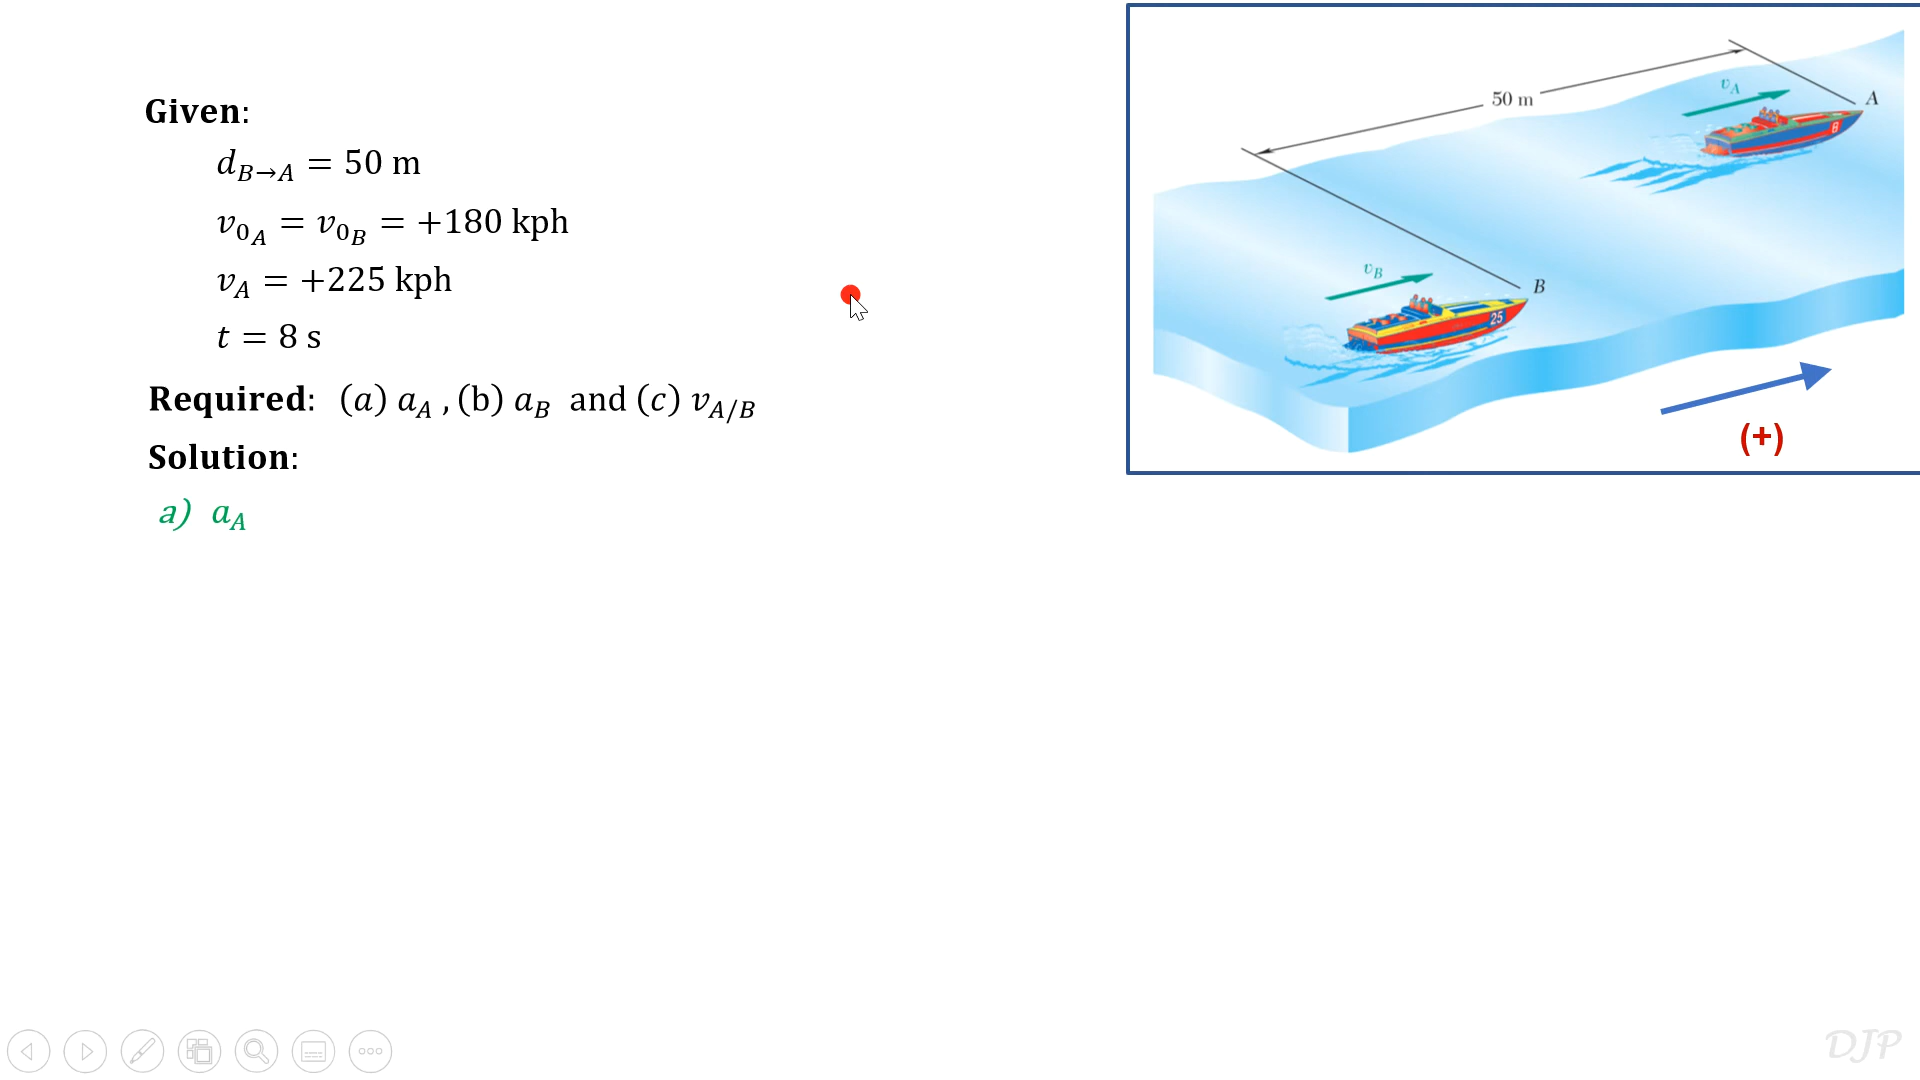 Given:
d_{B→A} = 50 m
v_{0_A} = v_{0_B} = +180 kph
v_A = +225 kph
t = 8 s
Required: (a) a_A , (b) a_B and (c) v_{A/B}
Solution:
a) a_A
50 m
v_A
A
8
v_B
B
25
(+)
DJP